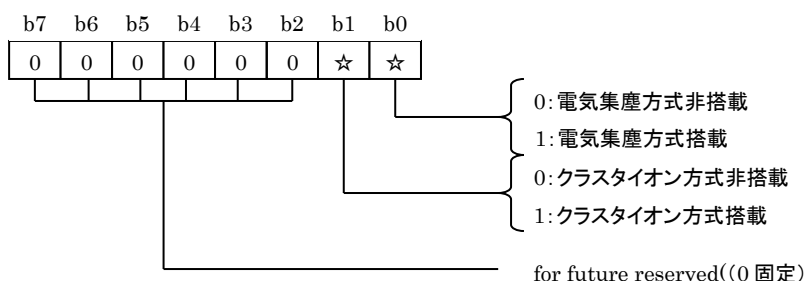 b7 b6 b5 b4 b3 b2 b1 b0
0 0 0 0 0 0 ☆ ☆
0:電気集塵方式非搭載
1:電気集塵方式搭載
0:クラスタイオン方式非搭載
1:クラスタイオン方式搭載
for future reserved((0 固定)